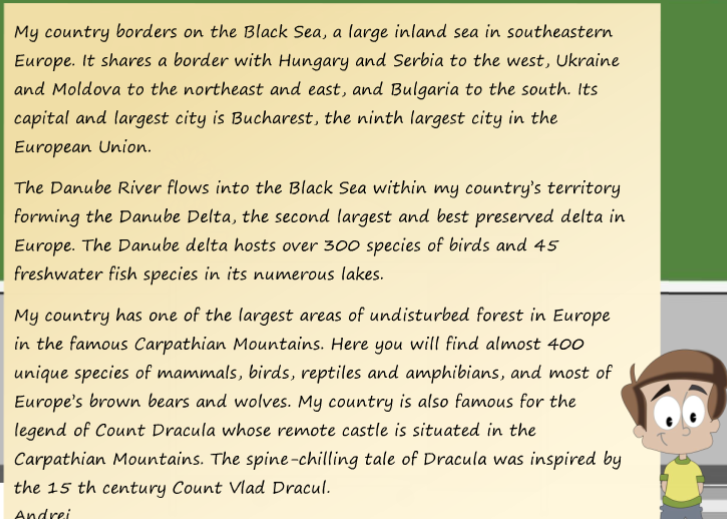 My country borders on the Black Sea, a large inland sea in southeastern
Europe. It shares a border with Hungary and Serbia to the west, Ukraine
and Moldova to the northeast and east, and Bulgaria to the south. Its
capital and largest city is Bucharest, the ninth largest city in the
European Union.
The Danube River flows into the Black Sea within my country's territory
forming the Danube Delta, the second largest and best preserved delta in
Europe. The Danube delta hosts over 300 species of birds and 45
freshwater fish species in its numerous lakes.
My country has one of the largest areas of undisturbed forest in Europe
in the famous Carpathian Mountains. Here you will find almost 400
unique species of mammals, birds, reptiles and amphibians, and most of
Europe's brown bears and wolves. My country is also famous for the
legend of Count Dracula whose remote castle is situated in the
Carpathian Mountains. The spine-chilling tale of Dracula was inspired by
the 15 th century Count Vlad Dracul.
Andrei